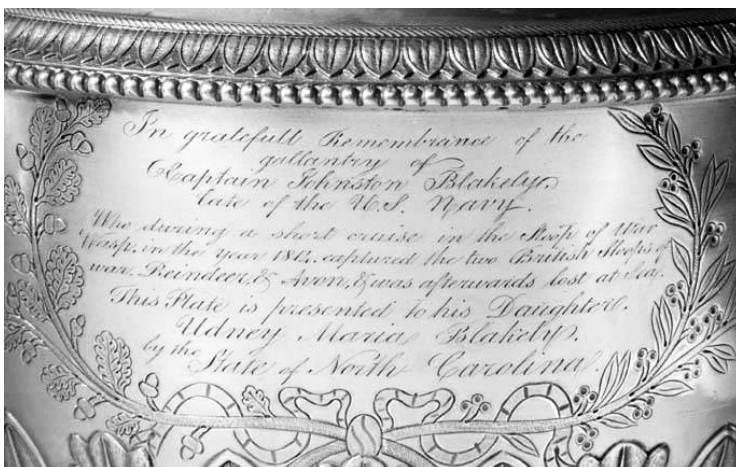 In gratefull Remembrance of the
gallantry of
Captain Johnston Blakely.
late of the U.S. Navy.
Who during a short cruise in the Sloop of War
Wasp. in the year 1814. captured the two British Sloops of
war. Reindeer, & Avon, & was afterwards lost at Sea.
This Plate is presented to his Daughter.
Udney Maria Blakely.
by the State of North Carolina.